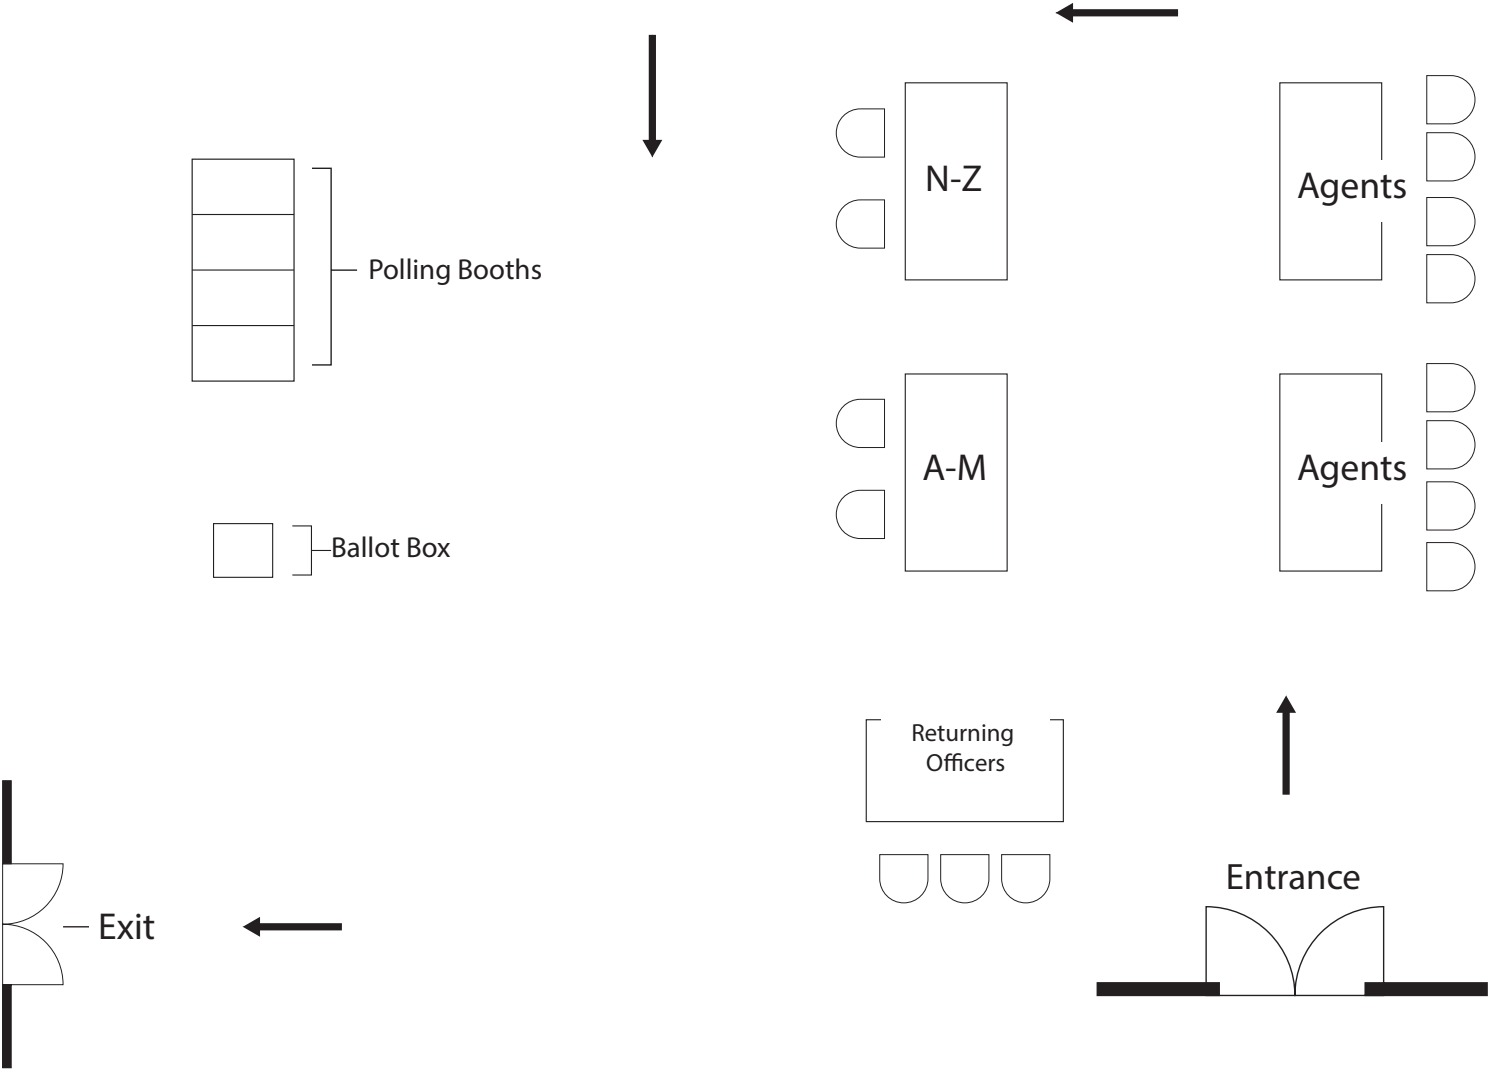 N-Z
Agents
Polling Booths
A-M
Agents
Ballot Box
Returning
Officers
Entrance
Exit